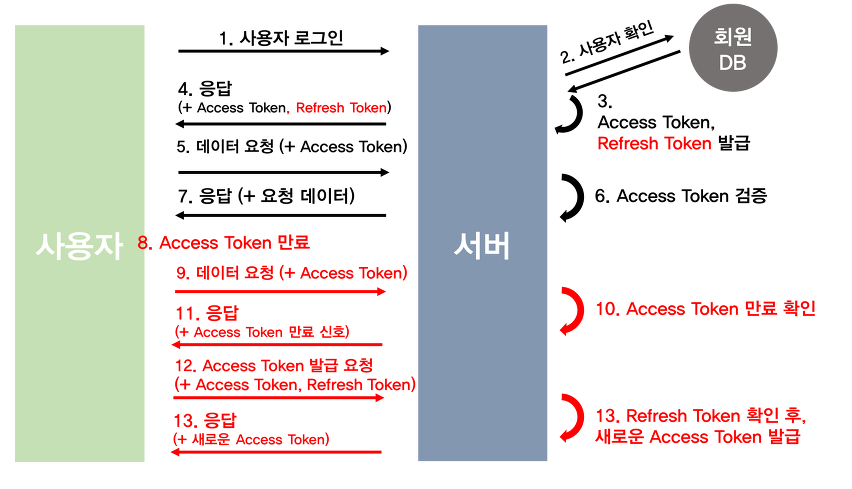 1. 사용자 로그인
2. 사용자 확인
회원
DB
4. 응답
(+ Access Token, Refresh Token)
3.
Access Token,
Refresh Token 발급
5. 데이터 요청 (+ Access Token)
7. 응답 (+ 요청 데이터)
6. Access Token 검증
사용자
8. Access Token 만료
서버
9. 데이터 요청 (+ Access Token)
11. 응답
(+ Access Token 만료 신호)
10. Access Token 만료 확인
12. Access Token 발급 요청
(+ Access Token, Refresh Token)
13. 응답
(+ 새로운 Access Token)
13. Refresh Token 확인 후,
새로운 Access Token 발급